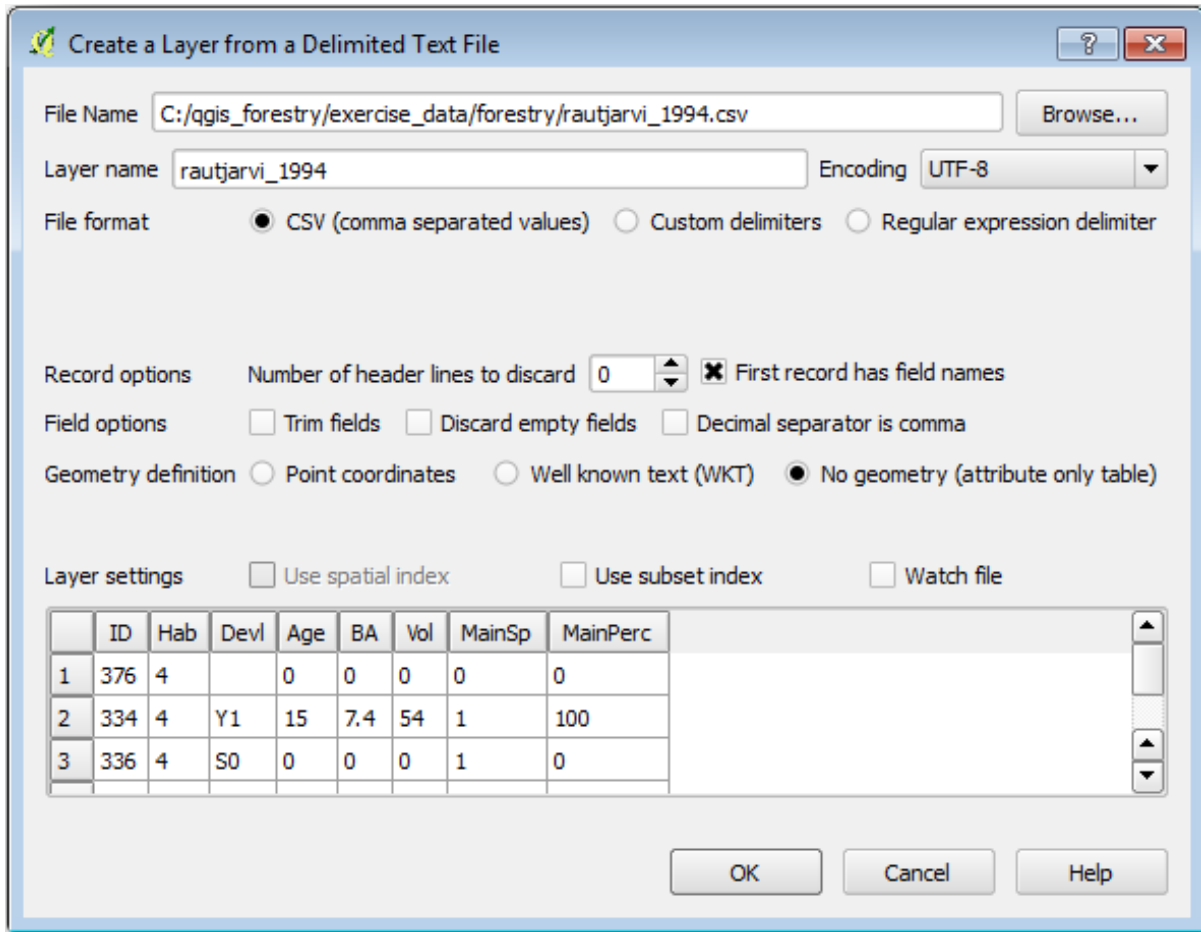 Create a Layer from a Delimited Text File
File Name C:/qgis_forestry/exercise_data/forestry/rautjarvi_1994.csv Browse...
Layer name rautjarvi_1994 Encoding UTF-8
File format CSV (comma separated values) Custom delimiters Regular expression delimiter
Record options Number of header lines to discard 0 First record has field names
Field options Trim fields Discard empty fields Decimal separator is comma
Geometry definition Point coordinates Well known text (WKT) No geometry (attribute only table)
Layer settings Use spatial index Use subset index Watch file
ID Hab Devl Age BA Vol MainSp MainPerc
1 376 4 0 0 0 0 0
2 334 4 Y1 15 7.4 54 1 100
3 336 4 S0 0 0 0 1 0
OK Cancel Help